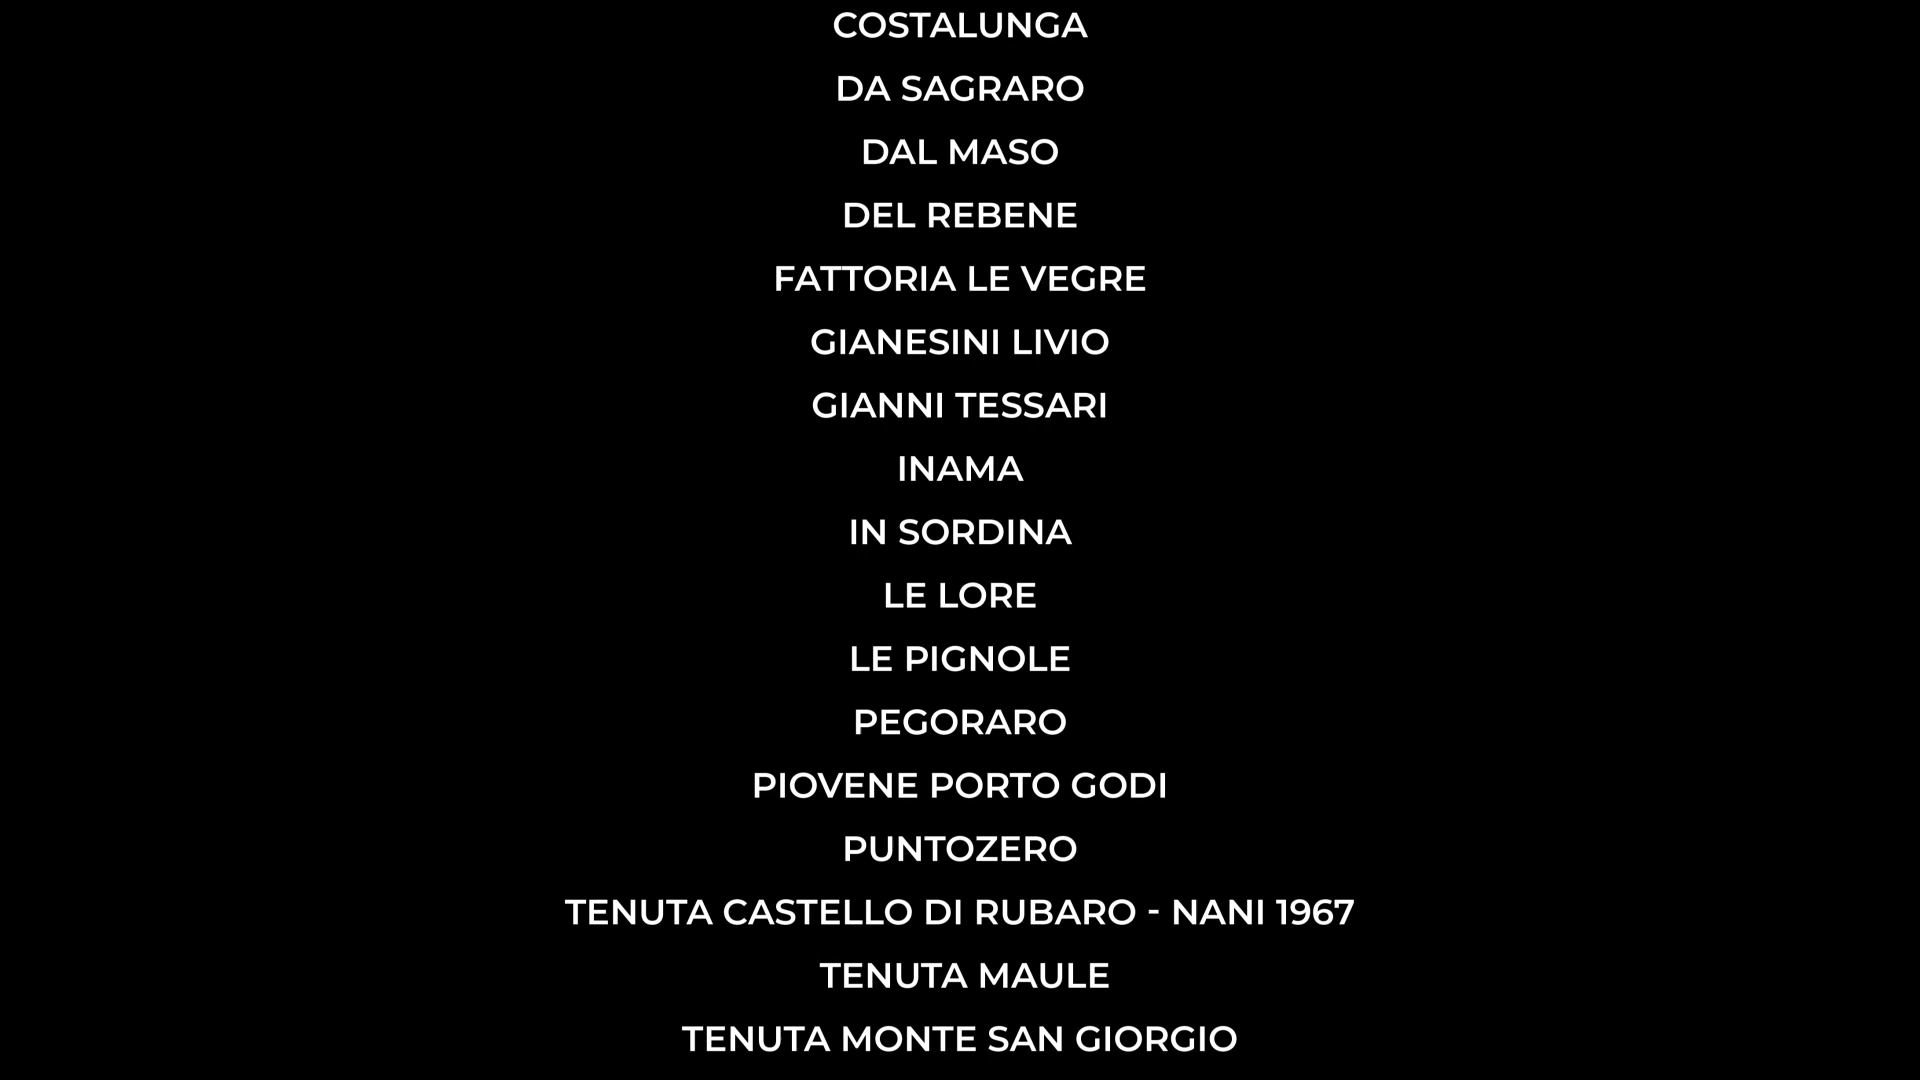 COSTALUNGA
DA SAGRARO
DAL MASO
DEL REBENE
FATTORIA LE VEGRE
GIANESINI LIVIO
GIANNI TESSARI
INAMA
IN SORDINA
LE LORE
LE PIGNOLE
PEGORARO
PIOVENE PORTO GODI
PUNTOZERO
TENUTA CASTELLO DI RUBARO - NANI 1967
TENUTA MAULE
TENUTA MONTE SAN GIORGIO